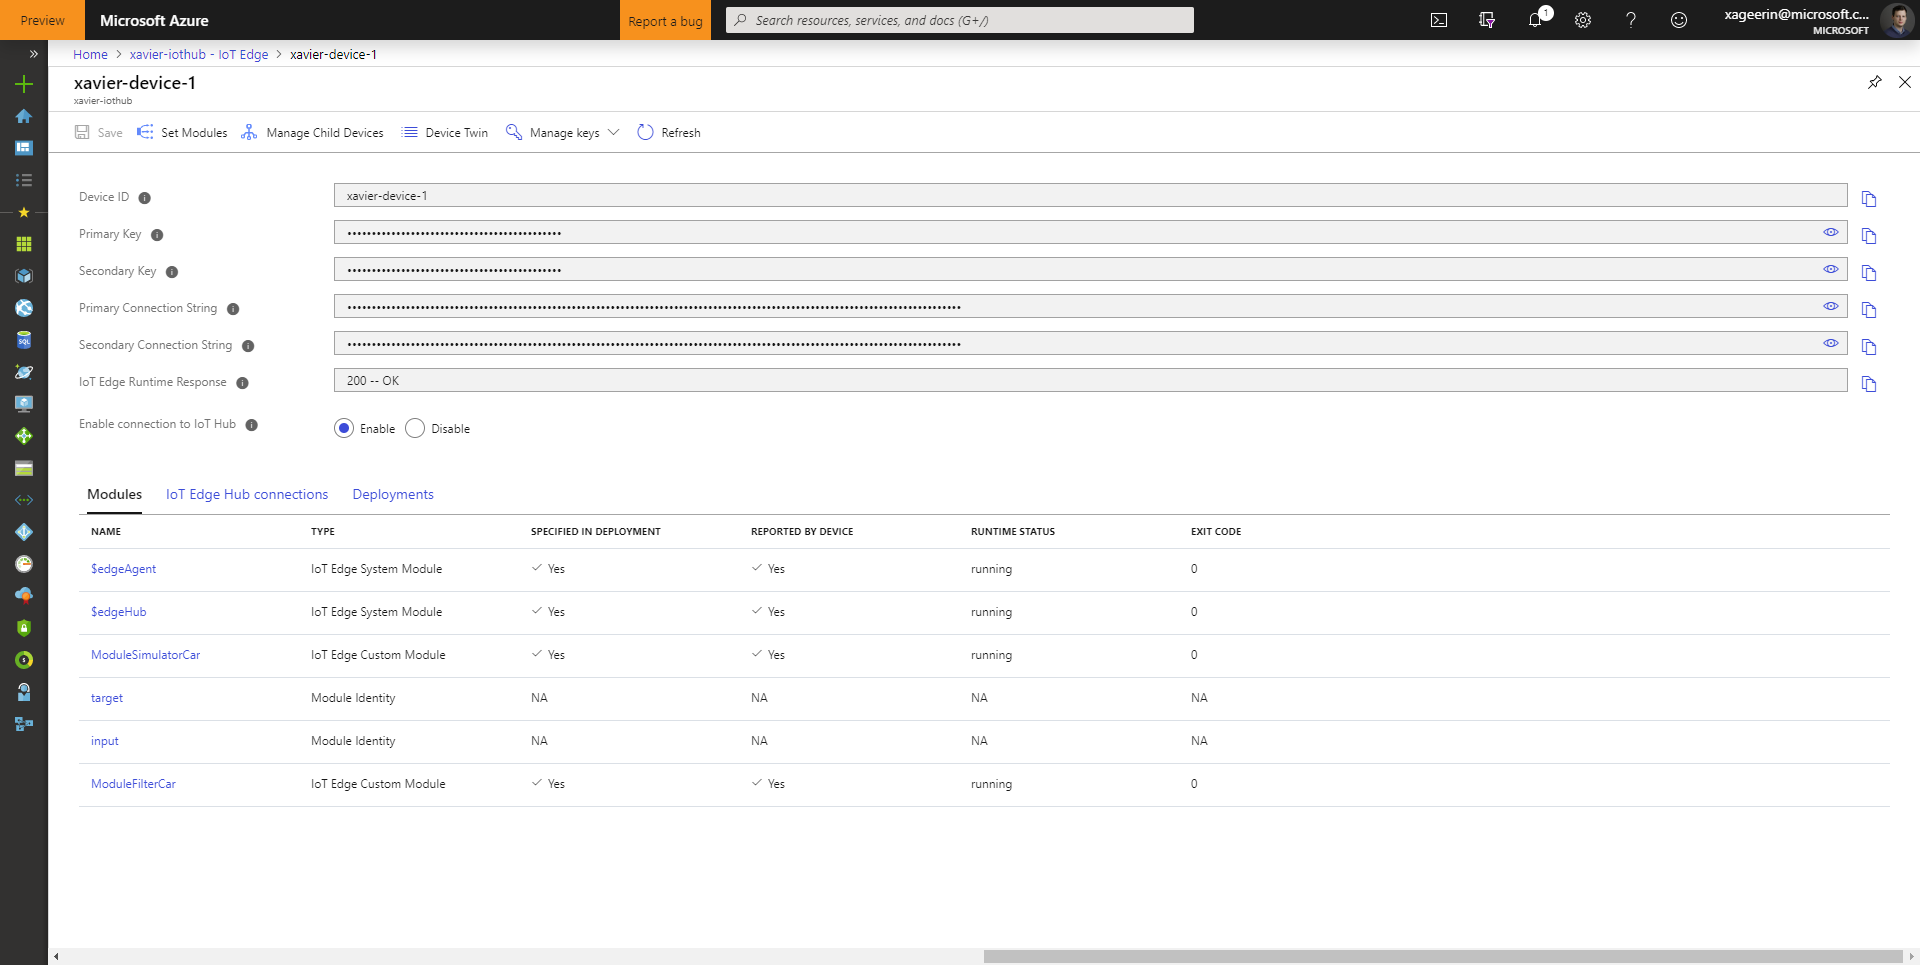 Preview Microsoft Azure Report a bug Search resources, services, and docs (G+/) 1 xageerin@microsoft.c...
MICROSOFT
Home > xavier-iothub - IoT Edge > xavier-device-1
xavier-device-1
xavier-iothub
Save Set Modules Manage Child Devices Device Twin Manage keys Refresh
Device ID xavier-device-1
Primary Key
Secondary Key
Primary Connection String
Secondary Connection String
IoT Edge Runtime Response 200 -- OK
Enable connection to IoT Hub Enable Disable
Modules IoT Edge Hub connections Deployments
NAME TYPE SPECIFIED IN DEPLOYMENT REPORTED BY DEVICE RUNTIME STATUS EXIT CODE
$edgeAgent IoT Edge System Module Yes Yes running 0
$edgeHub IoT Edge System Module Yes Yes running 0
ModuleSimulatorCar IoT Edge Custom Module Yes Yes running 0
target Module Identity NA NA NA NA
input Module Identity NA NA NA NA
ModuleFilterCar IoT Edge Custom Module Yes Yes running 0